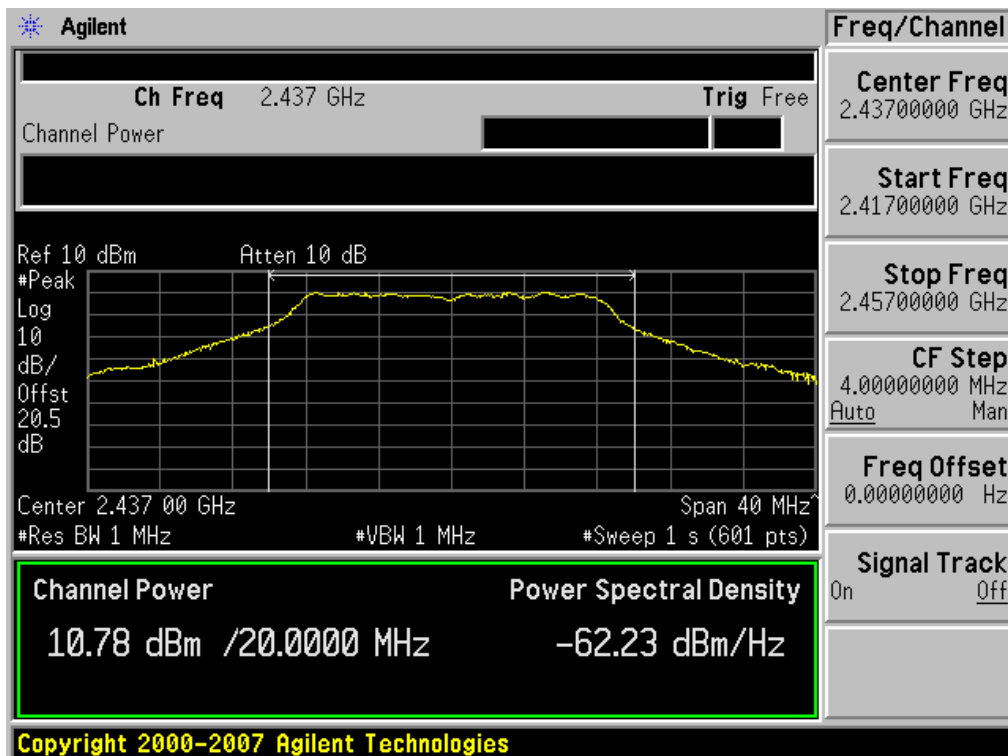 Agilent
Freq/Channel
Ch Freq 2.437 GHz Trig Free
Channel Power
Center Freq
2.43700000 GHz
Start Freq
2.41700000 GHz
Stop Freq
2.45700000 GHz
CF Step
4.00000000 MHz
Auto Man
Freq Offset
0.00000000 Hz
Signal Track
On Off
Ref 10 dBm Atten 10 dB
#Peak
Log
10
dB/
Offst
20.5
dB
Center 2.437 00 GHz Span 40 MHz^
#Res BW 1 MHz #VBW 1 MHz #Sweep 1 s (601 pts)
Channel Power Power Spectral Density
10.78 dBm /20.0000 MHz -62.23 dBm/Hz
Copyright 2000-2007 Agilent Technologies